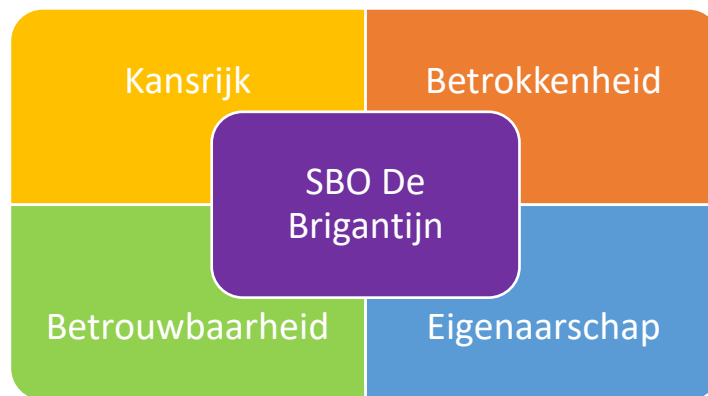 Kansrijk
Betrokkenheid
SBO De
Brigantijn
Betrouwbaarheid
Eigenaarschap